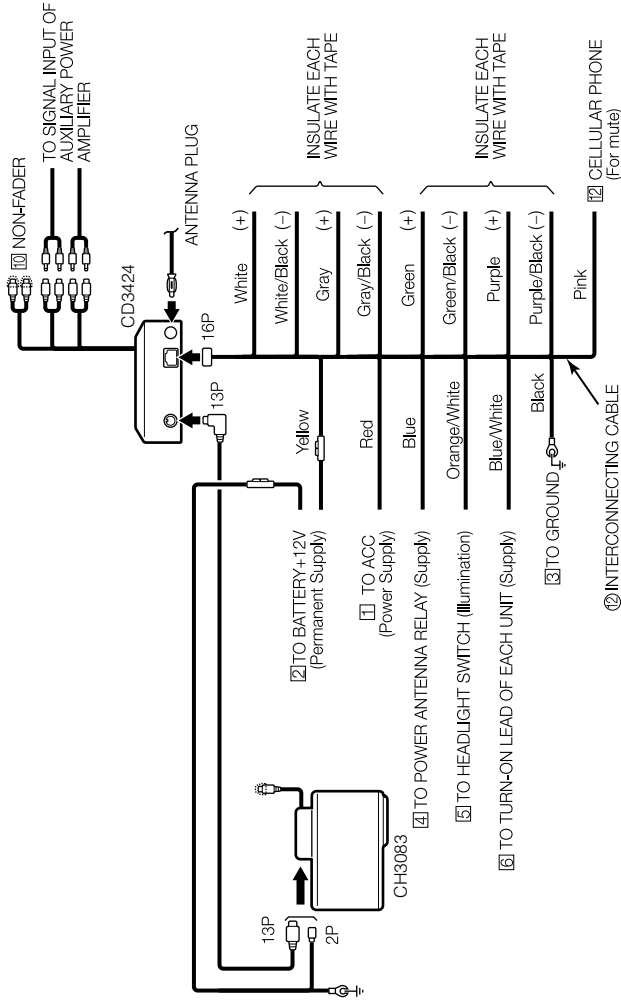 10 NON-FADER
TO SIGNAL INPUT OF
AUXILIARY POWER
AMPLIFIER
CD3424
ANTENNA PLUG
16P
13P
White (+)
White/Black (−)
Gray (+)
Gray/Black (−)
Green (+)
Green/Black (−)
Purple (+)
Purple/Black (−)
Pink
INSULATE EACH
WIRE WITH TAPE
INSULATE EACH
WIRE WITH TAPE
12 CELLULAR PHONE
(For mute)
Yellow
Red
Blue
Orange/White
Blue/White
Black
2 TO BATTERY+12V
(Permanent Supply)
1 TO ACC
(Power Supply)
4 TO POWER ANTENNA RELAY (Supply)
5 TO HEADLIGHT SWITCH (Illumination)
6 TO TURN-ON LEAD OF EACH UNIT (Supply)
3 TO GROUND
⑫ INTERCONNECTING CABLE
13P
2P
CH3083